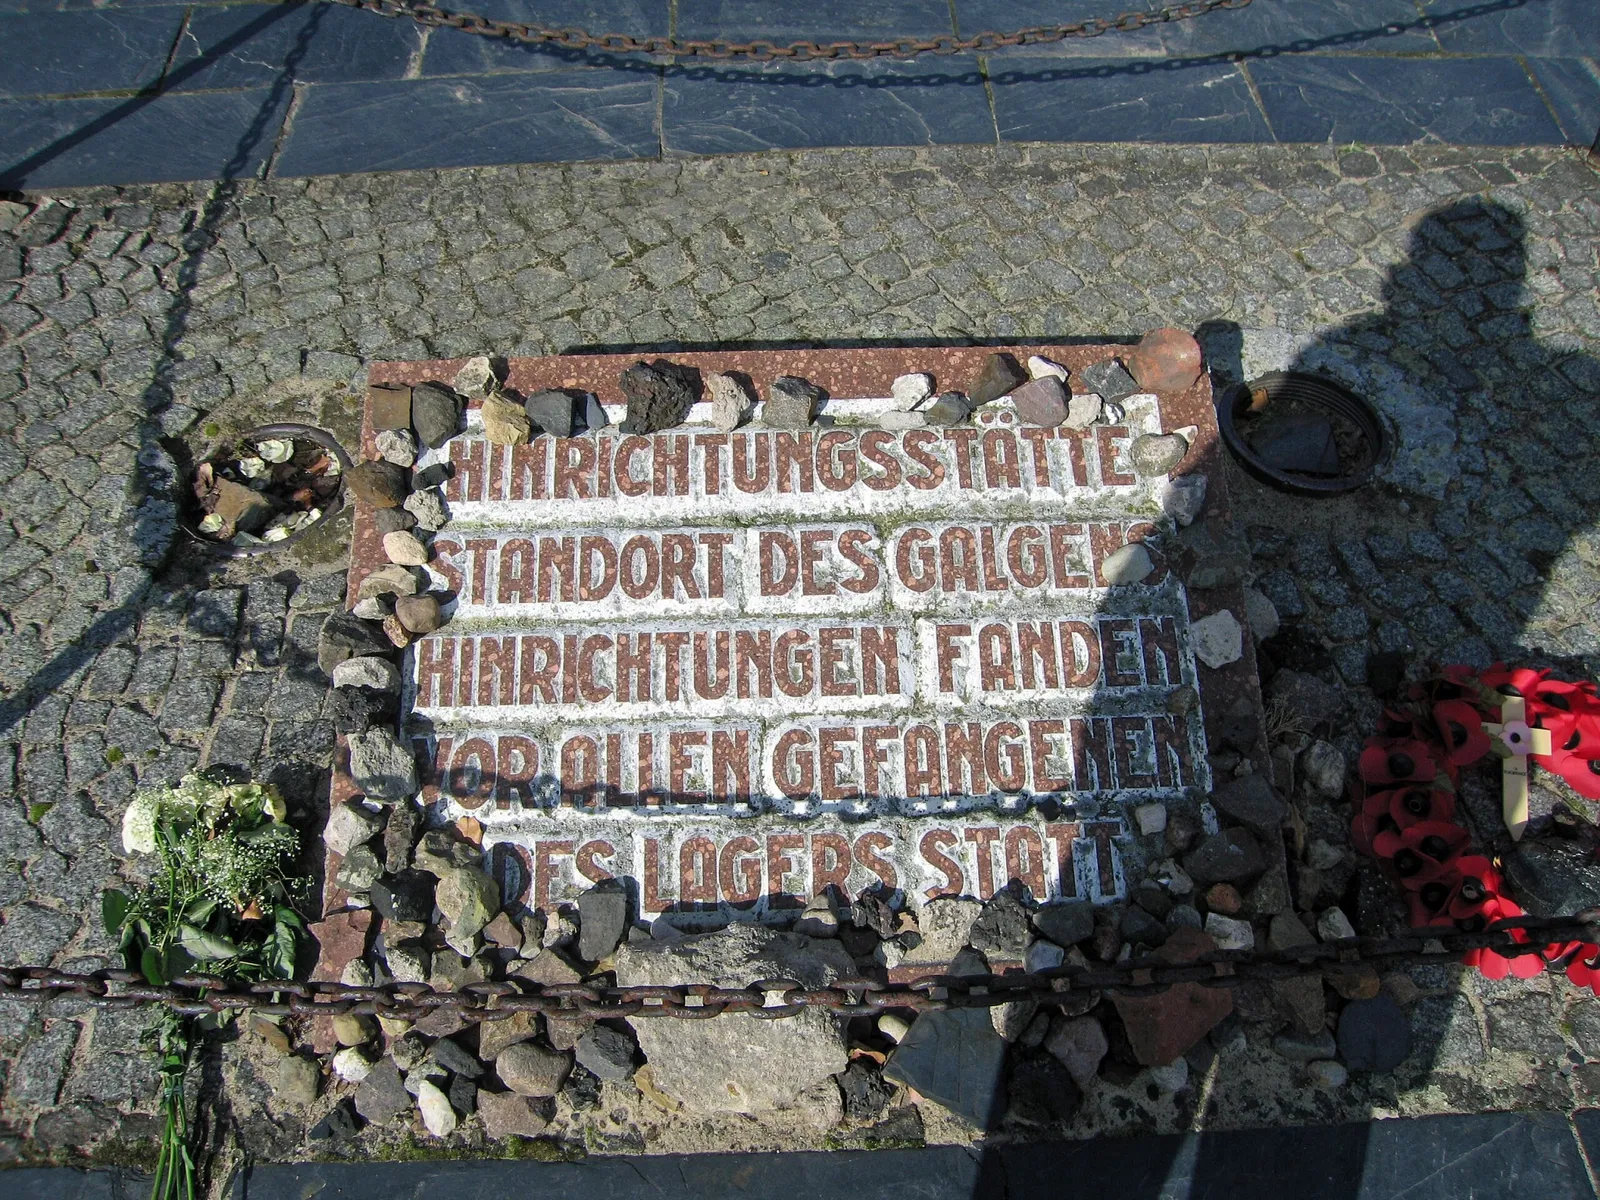 HINRICHTUNGSSTÄTTE
STANDORT DES GALGENS
HINRICHTUNGEN FANDEN
VOR ALLEN GEFANGENEN
DES LAGERS STATT